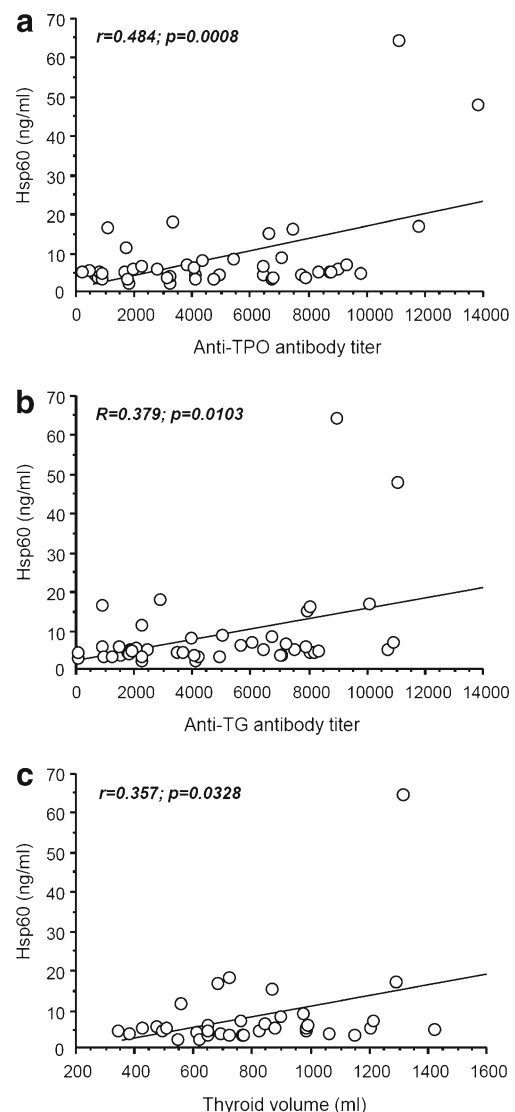 a
r=0.484; p=0.0008
70
60
50
40
30
20
10
0
Hsp60 (ng/ml)
0 2000 4000 6000 8000 10000 12000 14000
Anti-TPO antibody titer
b
R=0.379; p=0.0103
70
60
50
40
30
20
10
0
Hsp60 (ng/ml)
0 2000 4000 6000 8000 10000 12000 14000
Anti-TG antibody titer
c
r=0.357; p=0.0328
70
60
50
40
30
20
10
0
Hsp60 (ng/ml)
200 400 600 800 1000 1200 1400 1600
Thyroid volume (ml)